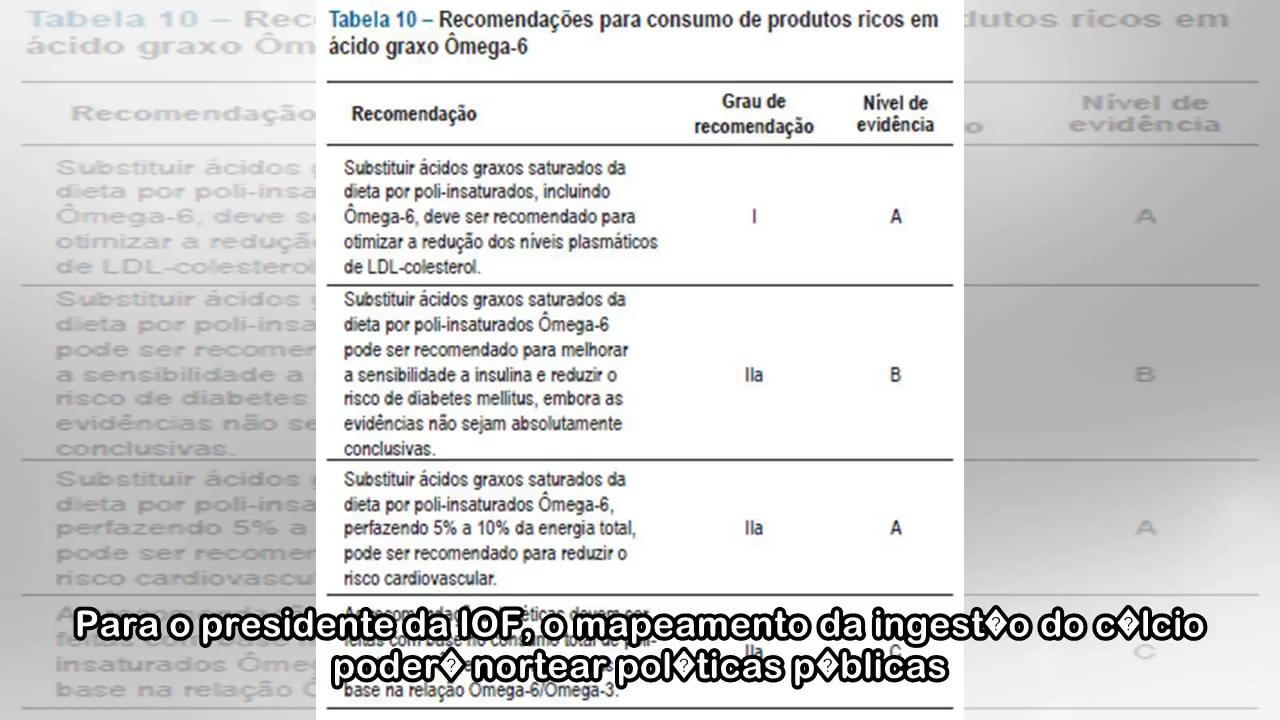 Tabela 10 – Recomendações para consumo de produtos ricos em
ácido graxo Ômega-6
Recomendação
Grau de
recomendação
Nível de
evidência
Substituir ácidos graxos saturados da
dieta por poli-insaturados, incluindo
Ômega-6, deve ser recomendado para
otimizar a redução dos níveis plasmáticos
de LDL-colesterol.
I
A
Substituir ácidos graxos saturados da
dieta por poli-insaturados Ômega-6
pode ser recomendado para melhorar
a sensibilidade a insulina e reduzir o
risco de diabetes mellitus, embora as
evidências não sejam absolutamente
conclusivas.
IIa
B
Substituir ácidos graxos saturados da
dieta por poli-insaturados Ômega-6,
perfazendo 5% a 10% da energia total,
pode ser recomendado para reduzir o
risco cardiovascular.
IIa
A
IIa
C
base na relação Ômega-6/Ômega-3.
Para o presidente da IOF, o mapeamento da ingest�o do c�lcio
poder� nortear pol�ticas p�blicas